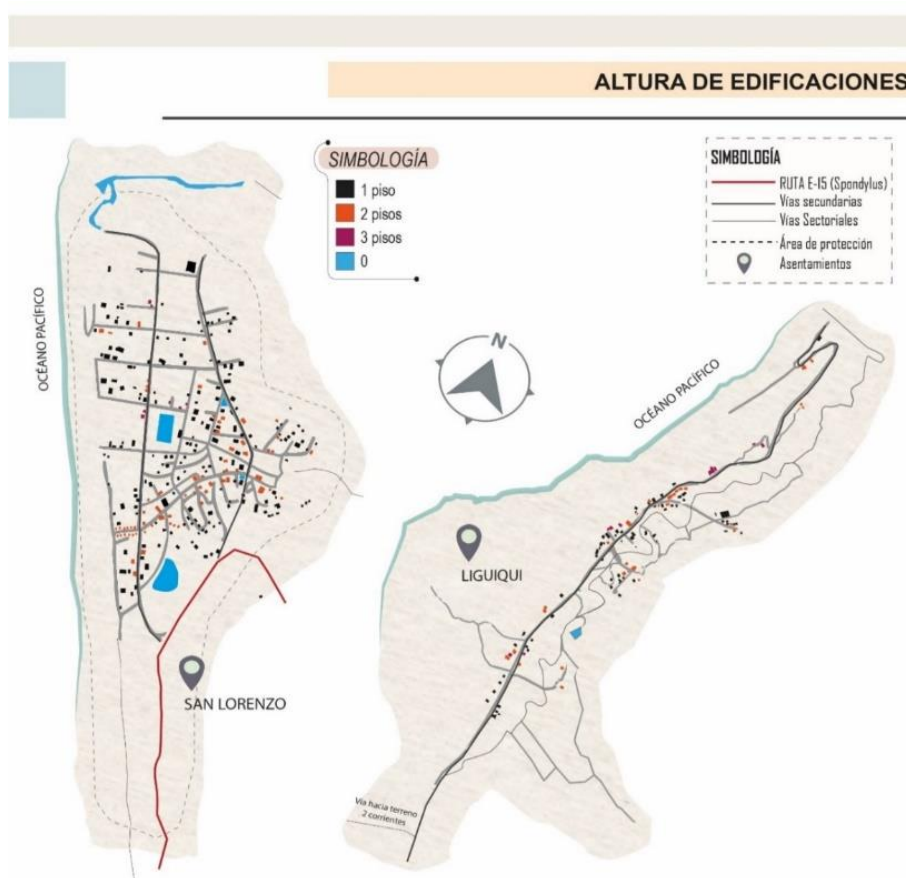 ALTURA DE EDIFICACIONES
SIMBOLOGÍA
1 piso
2 pisos
3 pisos
0
SIMBOLOGÍA
RUTA E-15 (Spondylus)
Vías secundarias
Vías Sectoriales
Área de protección
Asentamientos
OCÉANO PACÍFICO
N
OCÉANO PACÍFICO
LIGUIQUI
SAN LORENZO
Vía hacia terreno
2 corrientes